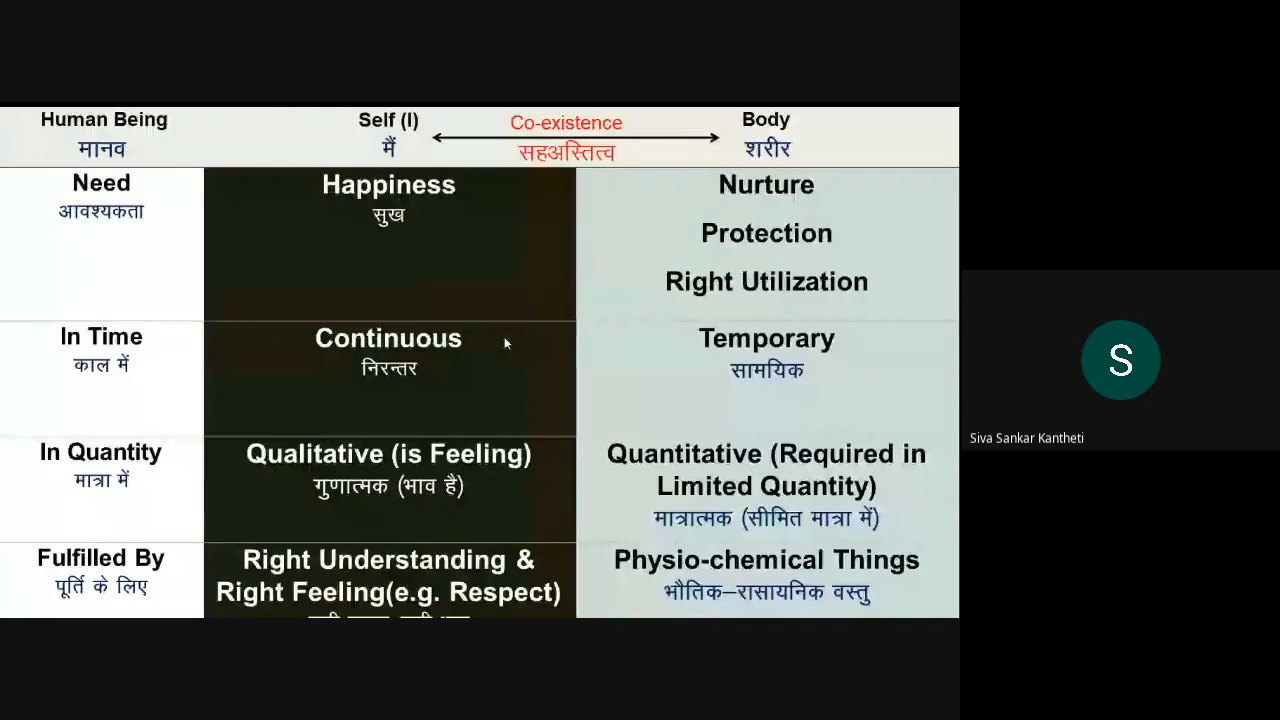 Human Being
मानव
Self (I)
मैं
Co-existence
सहअस्तित्व
Body
शरीर
Need
आवश्यकता
Happiness
सुख
Nurture
Protection
Right Utilization
In Time
काल में
Continuous
निरन्तर
Temporary
सामयिक
In Quantity
मात्रा में
Qualitative (is Feeling)
गुणात्मक (भाव है)
Quantitative (Required in
Limited Quantity)
मात्रात्मक (सीमित मात्रा में)
Fulfilled By
पूर्ति के लिए
Right Understanding &
Right Feeling(e.g. Respect)
Physio-chemical Things
भौतिक–रासायनिक वस्तु
S
Siva Sankar Kantheti